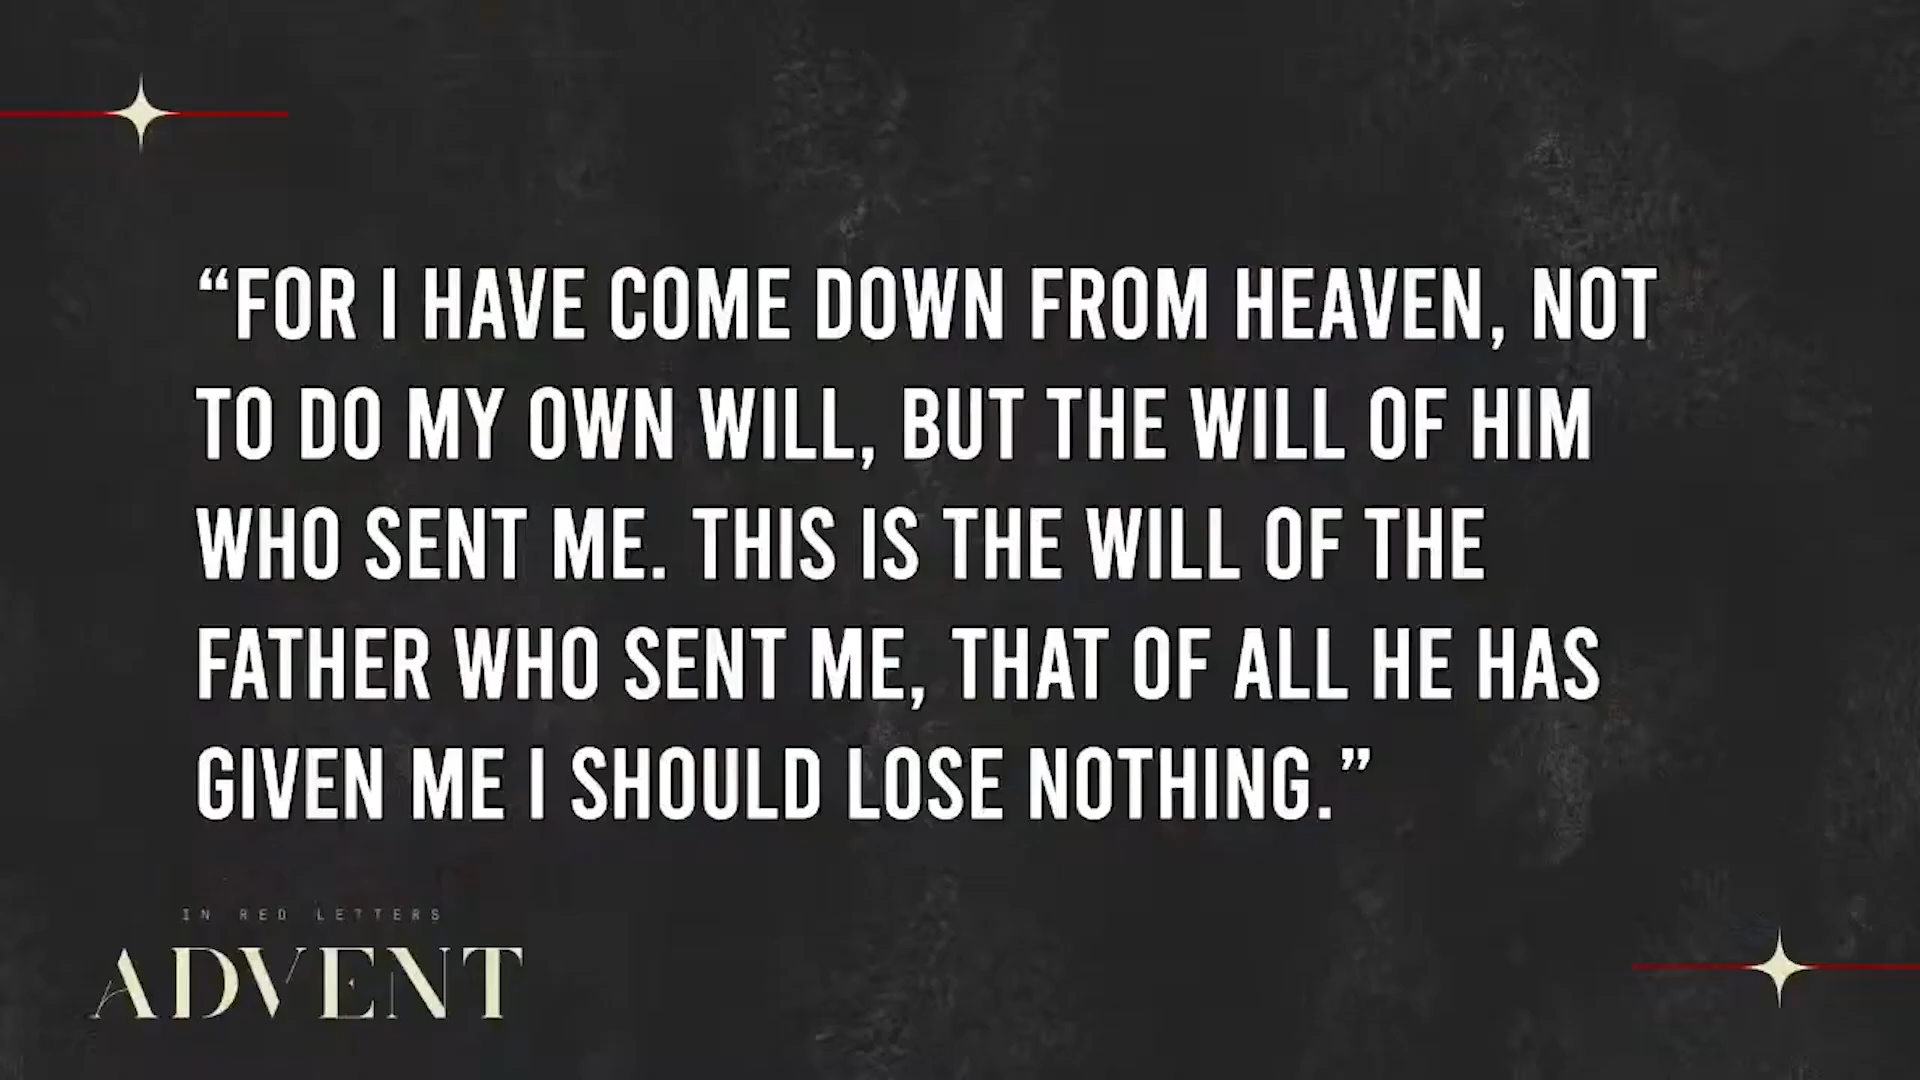 “FOR I HAVE COME DOWN FROM HEAVEN, NOT
TO DO MY OWN WILL, BUT THE WILL OF HIM
WHO SENT ME. THIS IS THE WILL OF THE
FATHER WHO SENT ME, THAT OF ALL HE HAS
GIVEN ME I SHOULD LOSE NOTHING.”
IN RED LETTERS
ADVENT